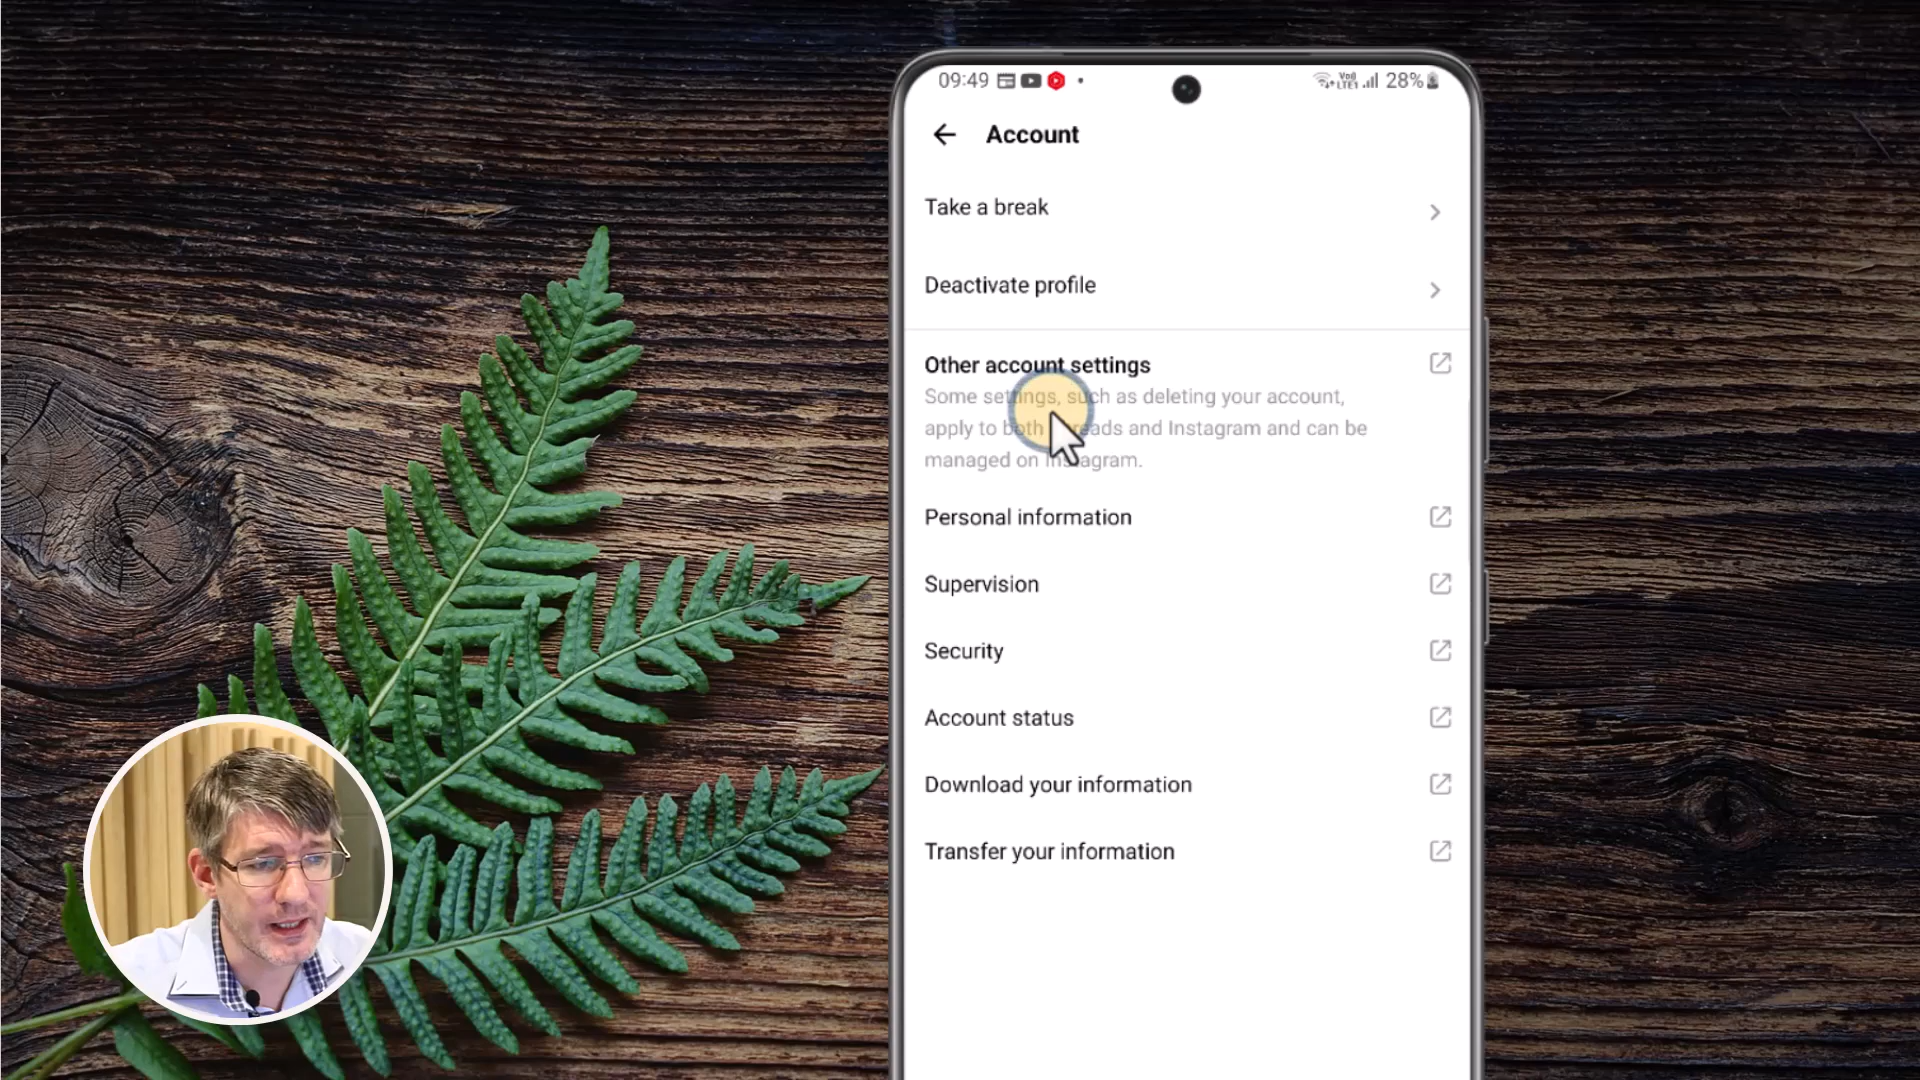 09:49
28%
Account
Take a break
Deactivate profile
Other account settings
Some settings, such as deleting your account,
apply to both Threads and Instagram and can be
managed on Instagram.
Personal information
Supervision
Security
Account status
Download your information
Transfer your information